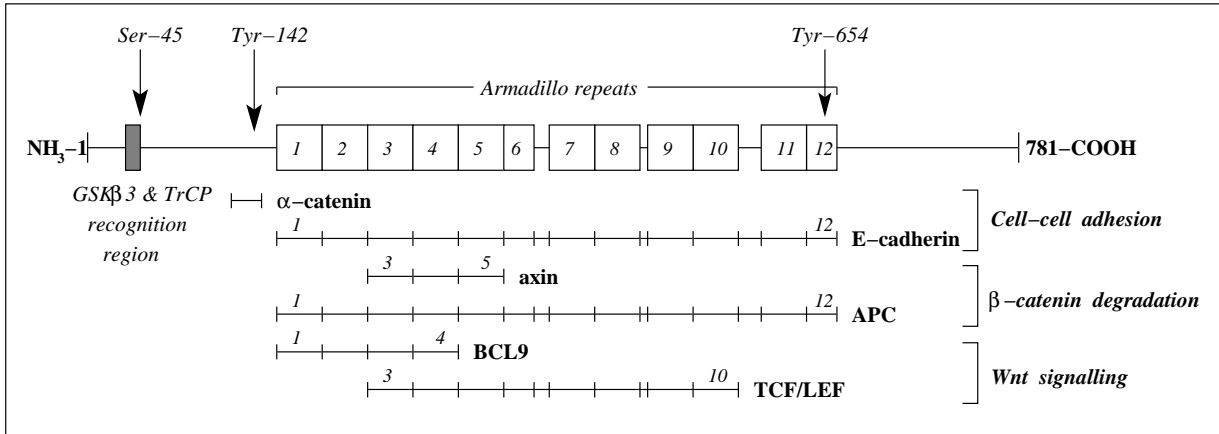 Ser-45 Tyr-142 Tyr-654
Armadillo repeats
NH3-1 1 2 3 4 5 6 7 8 9 10 11 12 781-COOH
GSKβ3 & TrCP
recognition
region
α-catenin
1 12 E-cadherin
Cell-cell adhesion
3 5 axin
1 12 APC
β-catenin degradation
1 4 BCL9
3 10 TCF/LEF
Wnt signalling